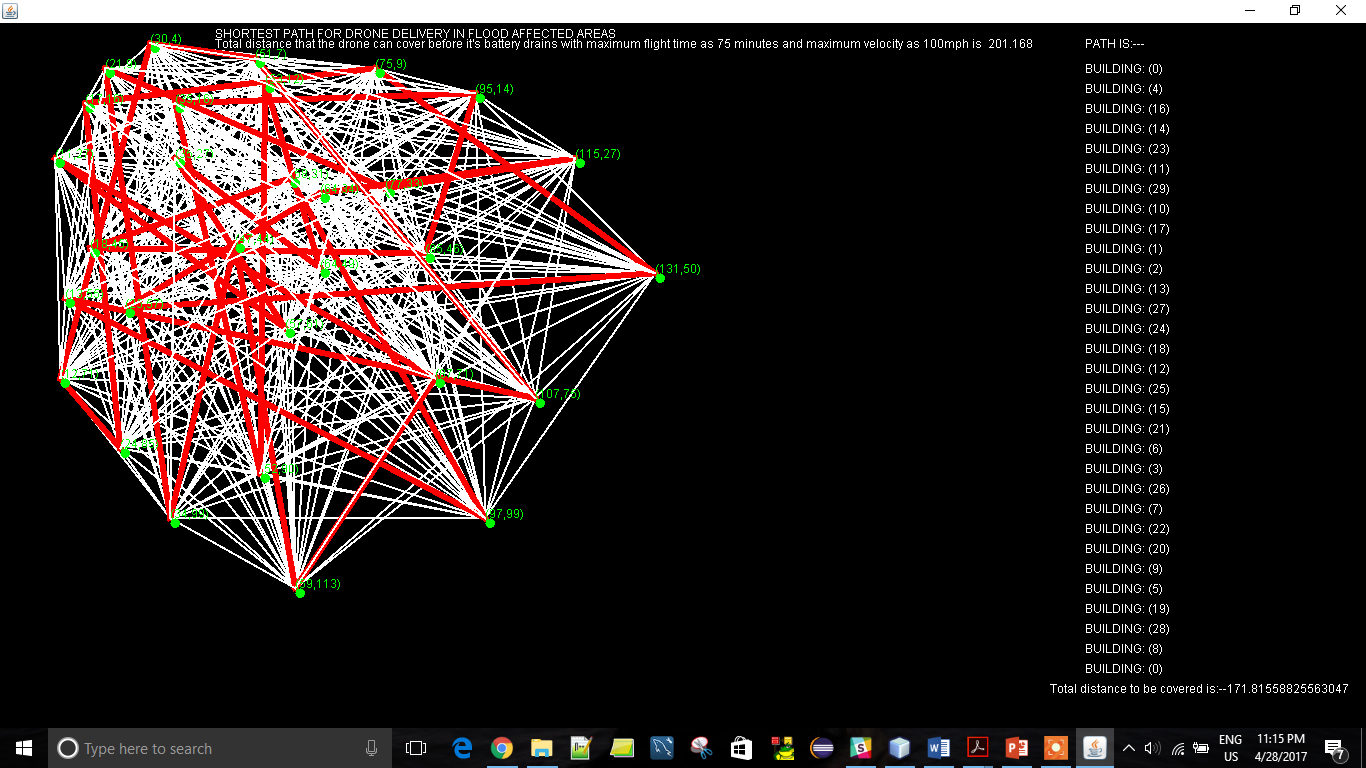 SHORTEST PATH FOR DRONE DELIVERY IN FLOOD AFFECTED AREAS
Total distance that the drone can cover before it's battery drains with maximum flight time as 75 minutes and maximum velocity as 100mph is 201.168
(30,4)
(75,9)
(95,14)
(115,27)
(131,50)
(107,75)
(97,99)
(59,113)
PATH IS:---
BUILDING: (0)
BUILDING: (4)
BUILDING: (16)
BUILDING: (14)
BUILDING: (23)
BUILDING: (11)
BUILDING: (29)
BUILDING: (10)
BUILDING: (17)
BUILDING: (1)
BUILDING: (2)
BUILDING: (13)
BUILDING: (27)
BUILDING: (24)
BUILDING: (18)
BUILDING: (12)
BUILDING: (25)
BUILDING: (15)
BUILDING: (21)
BUILDING: (6)
BUILDING: (3)
BUILDING: (26)
BUILDING: (7)
BUILDING: (22)
BUILDING: (20)
BUILDING: (9)
BUILDING: (5)
BUILDING: (19)
BUILDING: (28)
BUILDING: (8)
BUILDING: (0)
Total distance to be covered is:--171.81558825563047
Type here to search
ENG
US
11:15 PM
4/28/2017
7